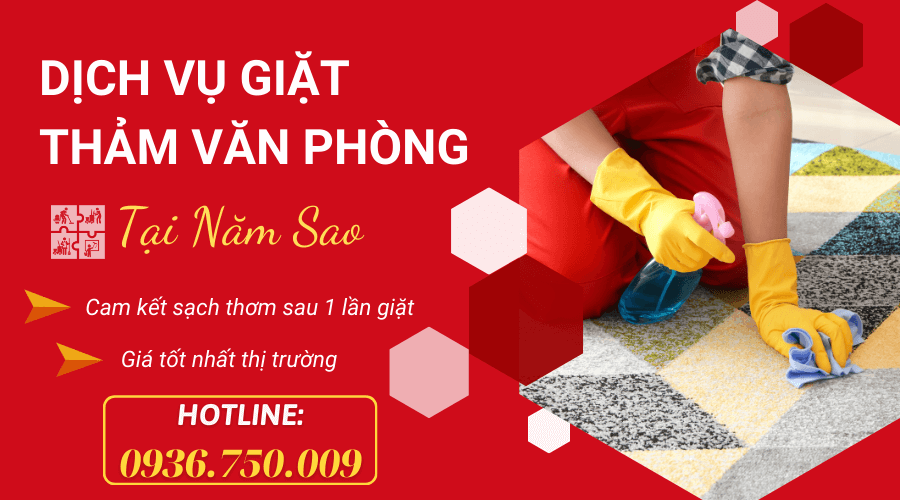 DỊCH VỤ GIẶT
THẢM VĂN PHÒNG
Tại Năm Sao
Cam kết sạch thơm sau 1 lần giặt
Giá tốt nhất thị trường
HOTLINE:
0936.750.009